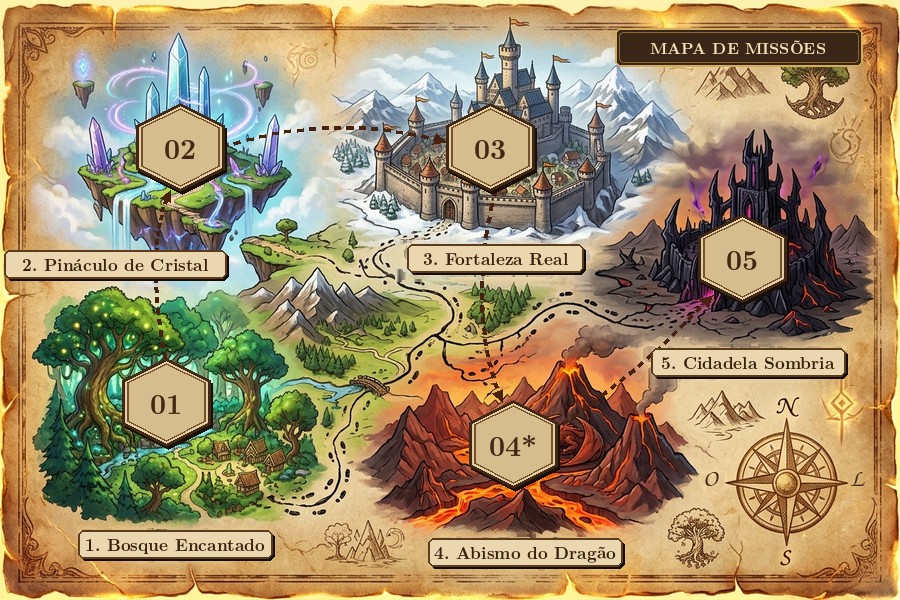 MAPA DE MISSÕES
02
03
05
2. Pináculo de Cristal
3. Fortaleza Real
5. Cidadela Sombria
01
04*
N
O
L
S
1. Bosque Encantado
4. Abismo do Dragão